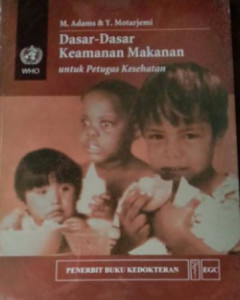 M. Adams & Y. Motarjemi
Dasar-Dasar
Keamanan Makanan
untuk Petugas Kesehatan
WHO
PENERBIT BUKU KEDOKTERAN
EGC